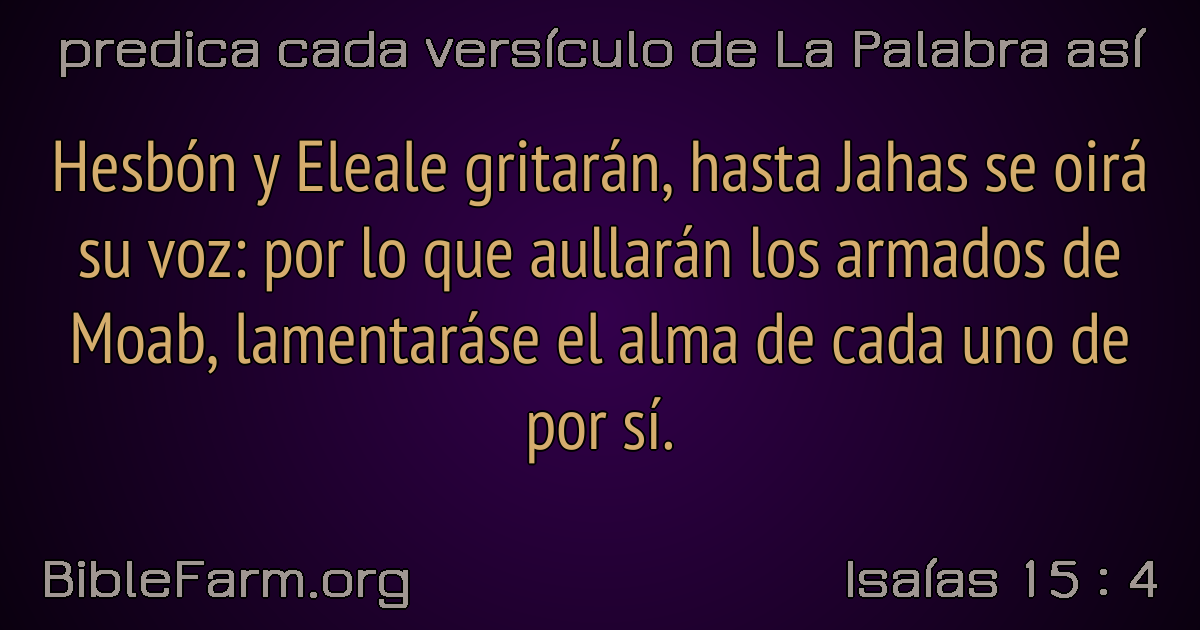 predica cada versículo de La Palabra así
Hesbón y Eleale gritarán, hasta Jahas se oirá
su voz: por lo que aullarán los armados de
Moab, lamentaráse el alma de cada uno de
por sí.
BibleFarm.org
Isaías 15 : 4